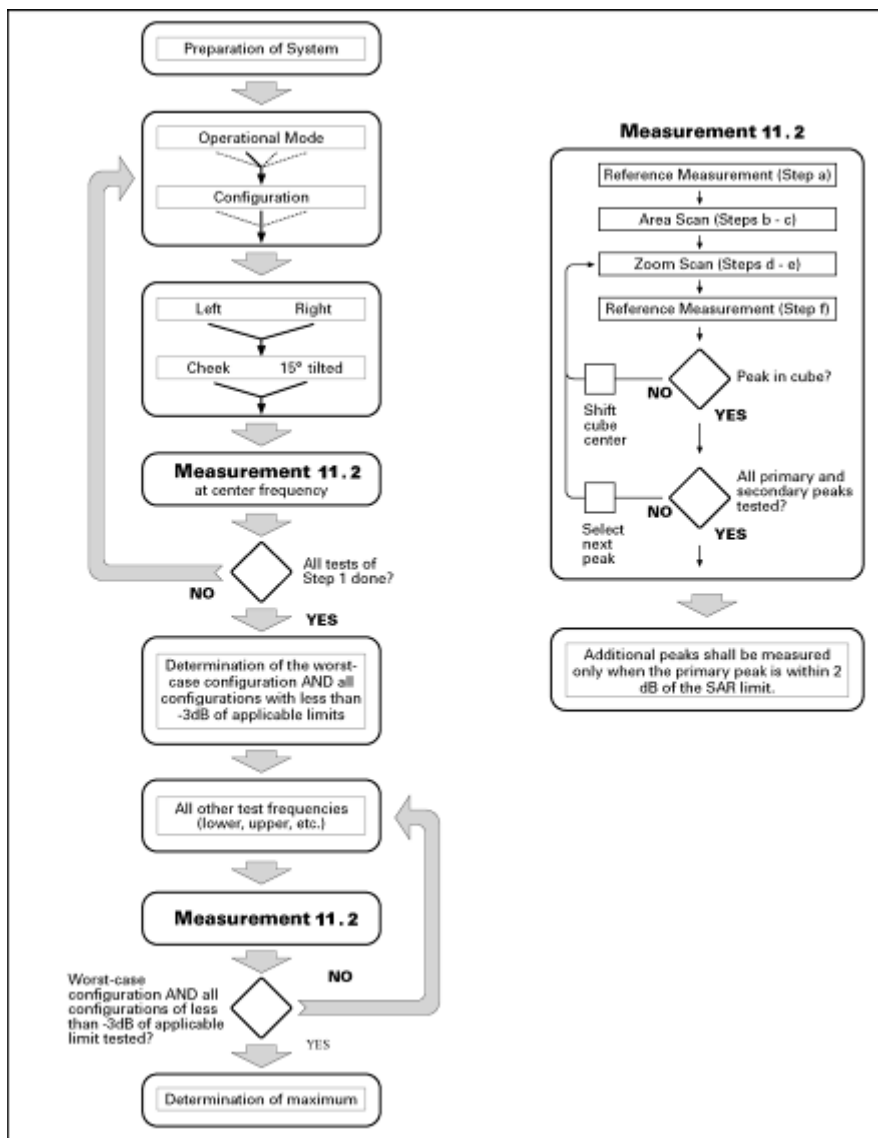 Preparation of System
Operational Mode
Configuration
Left Right
Cheek 15° tilted
Measurement 11.2
at center frequency
All tests of
Step 1 done?
NO
YES
Determination of the worst-
case configuration AND all
configurations with less than
-3dB of applicable limits
All other test frequencies
(lower, upper, etc.)
Measurement 11.2
NO
Worst-case
configuration AND all
configurations of less
than -3dB of applicable
limit tested?
YES
Determination of maximum
Measurement 11.2
Reference Measurement (Step a)
Area Scan (Steps b - c)
Zoom Scan (Steps d - e)
Reference Measurement (Step f)
Peak in cube?
NO
Shift
cube
center
YES
All primary and
secondary peaks
tested?
NO
Select
next
peak
YES
Additional peaks shall be measured
only when the primary peak is within 2
dB of the SAR limit.